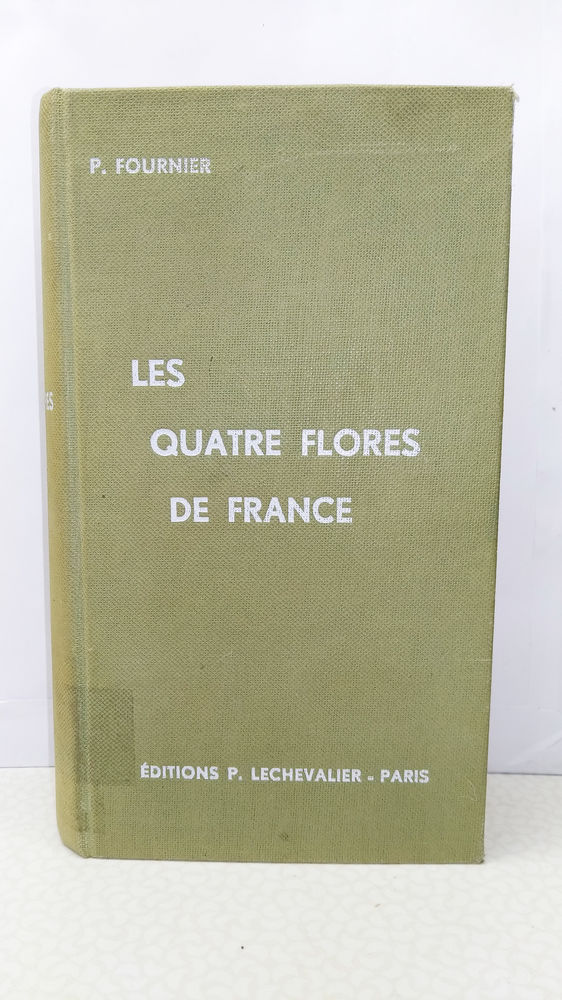 P. FOURNIER
LES
QUATRE FLORES
DE FRANCE
ÉDITIONS P. LECHEVALIER - PARIS